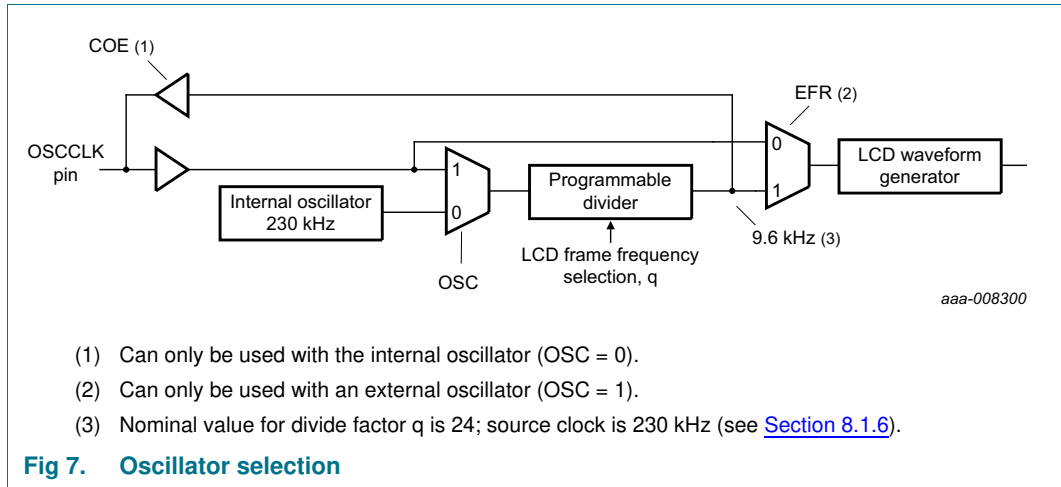 COE (1)
EFR (2)
OSCCLK
pin
0
LCD waveform
generator
1
Programmable
divider
1
Internal oscillator
230 kHz
0
9.6 kHz (3)
LCD frame frequency
selection, q
OSC
aaa-008300
(1) Can only be used with the internal oscillator (OSC = 0).
(2) Can only be used with an external oscillator (OSC = 1).
(3) Nominal value for divide factor q is 24; source clock is 230 kHz (see Section 8.1.6).
Fig 7. Oscillator selection